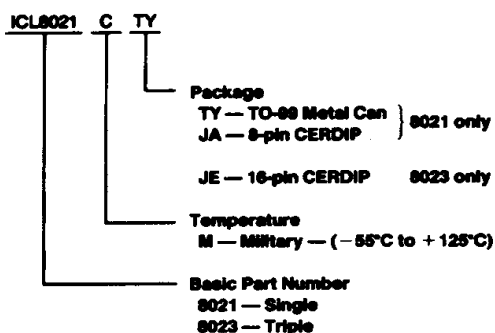 ICL8021 C TY
Package
TY — TO-99 Metal Can
JA — 8-pin CERDIP
8021 only
JE — 16-pin CERDIP 8023 only
Temperature
M — Military — (−55°C to +125°C)
Basic Part Number
8021 — Single
8023 — Triple